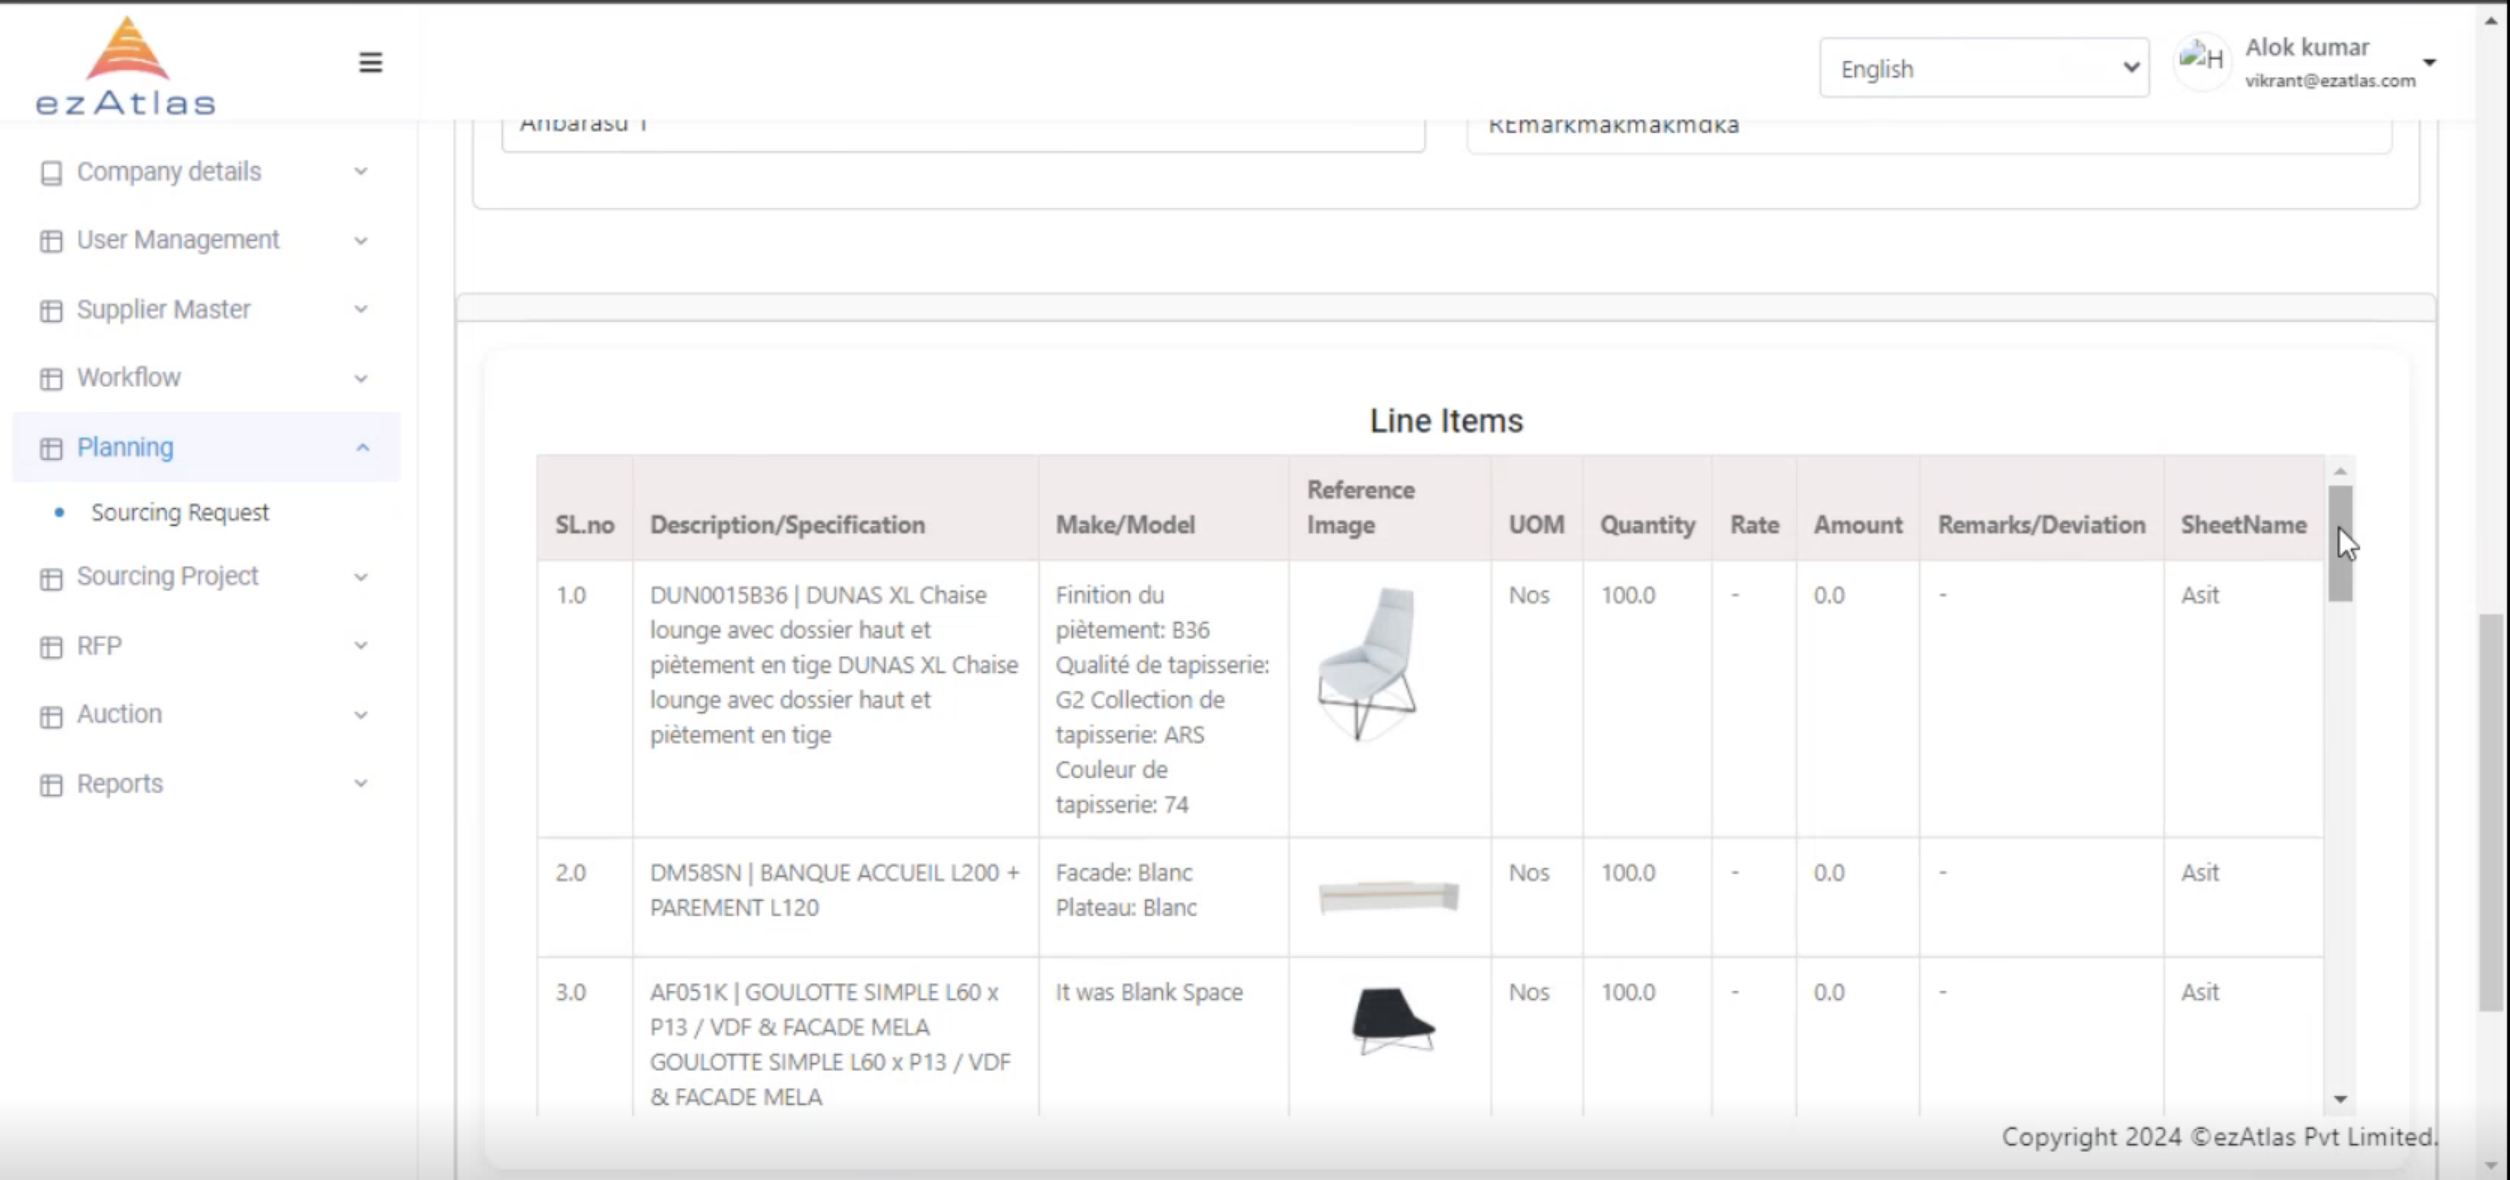 ezAtlas
English
H
Alok kumar
vikrant@ezatlas.com
Anbarasu T
REmarkmakmakmdka
Company details
User Management
Supplier Master
Workflow
Planning
Sourcing Request
Sourcing Project
RFP
Auction
Reports
Line Items
SL.no Description/Specification Make/Model Reference Image UOM Quantity Rate Amount Remarks/Deviation SheetName
1.0
DUN0015B36 | DUNAS XL Chaise
lounge avec dossier haut et
piètement en tige DUNAS XL Chaise
lounge avec dossier haut et
piètement en tige
Finition du
piètement: B36
Qualité de tapisserie:
G2 Collection de
tapisserie: ARS
Couleur de
tapisserie: 74
Nos 100.0 - 0.0 - Asit
2.0
DM58SN | BANQUE ACCUEIL L200 +
PAREMENT L120
Facade: Blanc
Plateau: Blanc
Nos 100.0 - 0.0 - Asit
3.0
AF051K | GOULOTTE SIMPLE L60 x
P13 / VDF & FACADE MELA
GOULOTTE SIMPLE L60 x P13 / VDF
& FACADE MELA
It was Blank Space
Nos 100.0 - 0.0 - Asit
Copyright 2024 ©ezAtlas Pvt Limited.